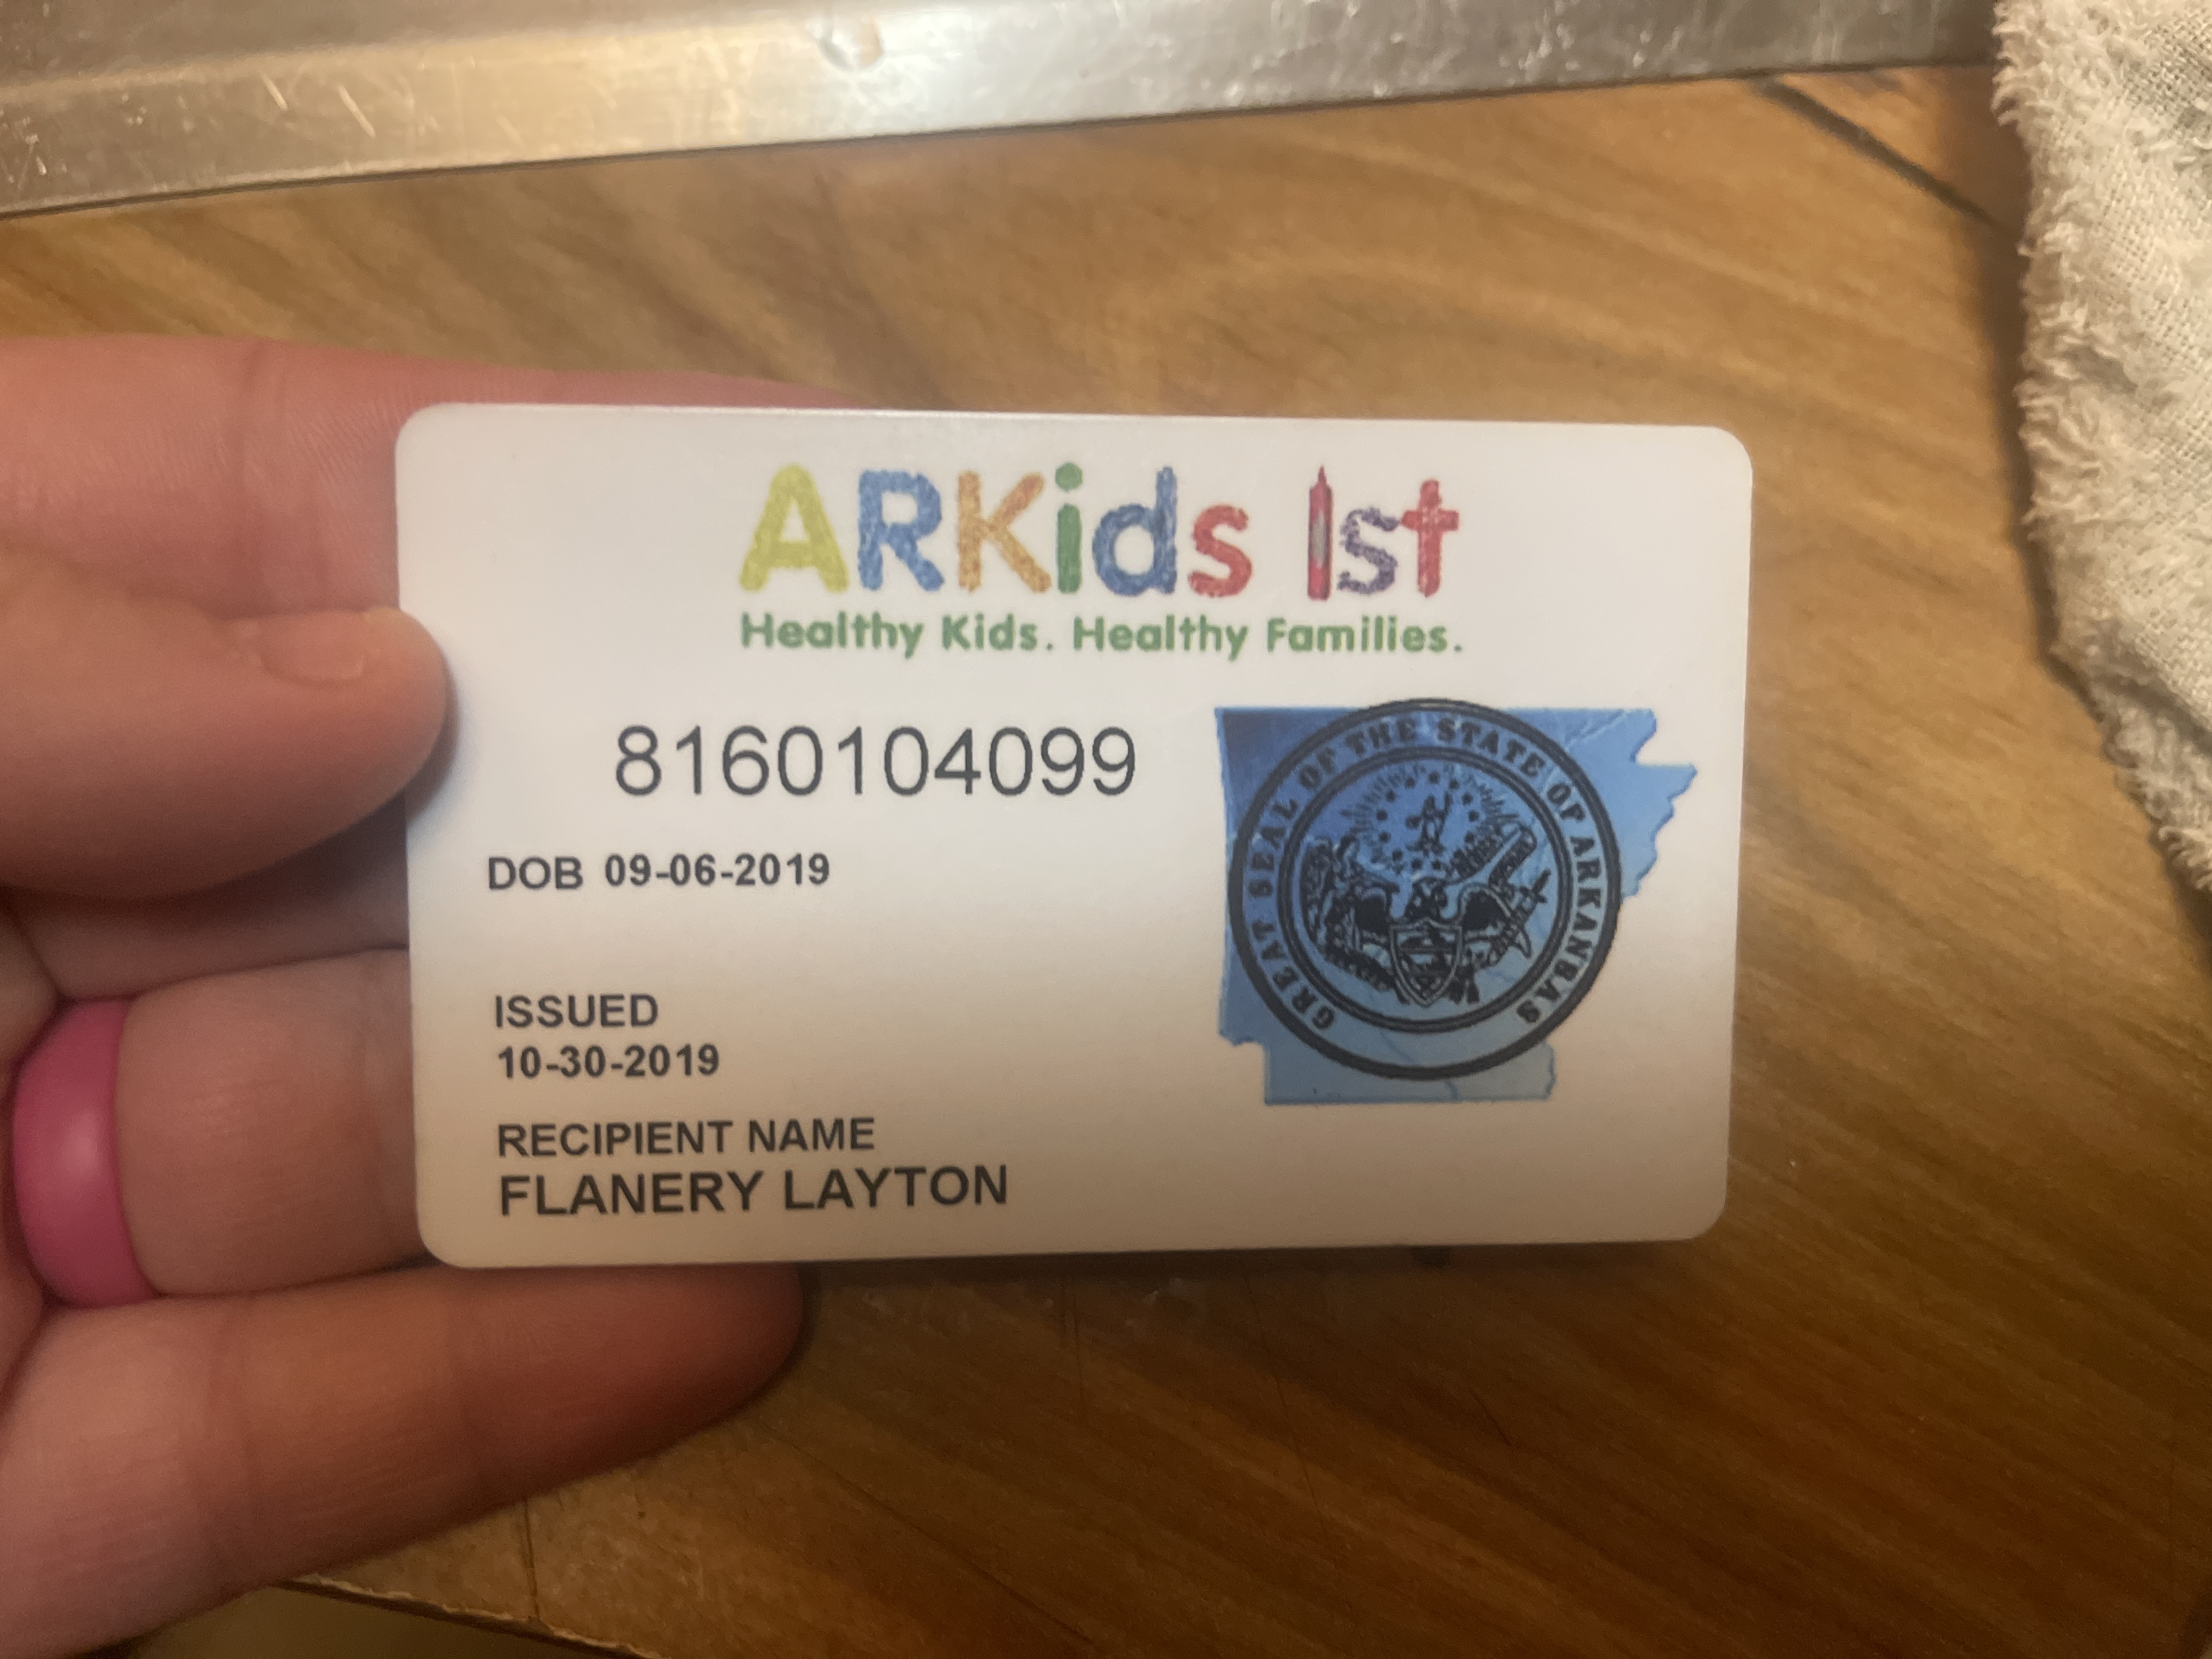 ARKids 1st
Healthy Kids. Healthy Families.
8160104099
GREAT SEAL OF THE STATE OF ARKANSAS
DOB 09-06-2019
ISSUED
10-30-2019
RECIPIENT NAME
FLANERY LAYTON